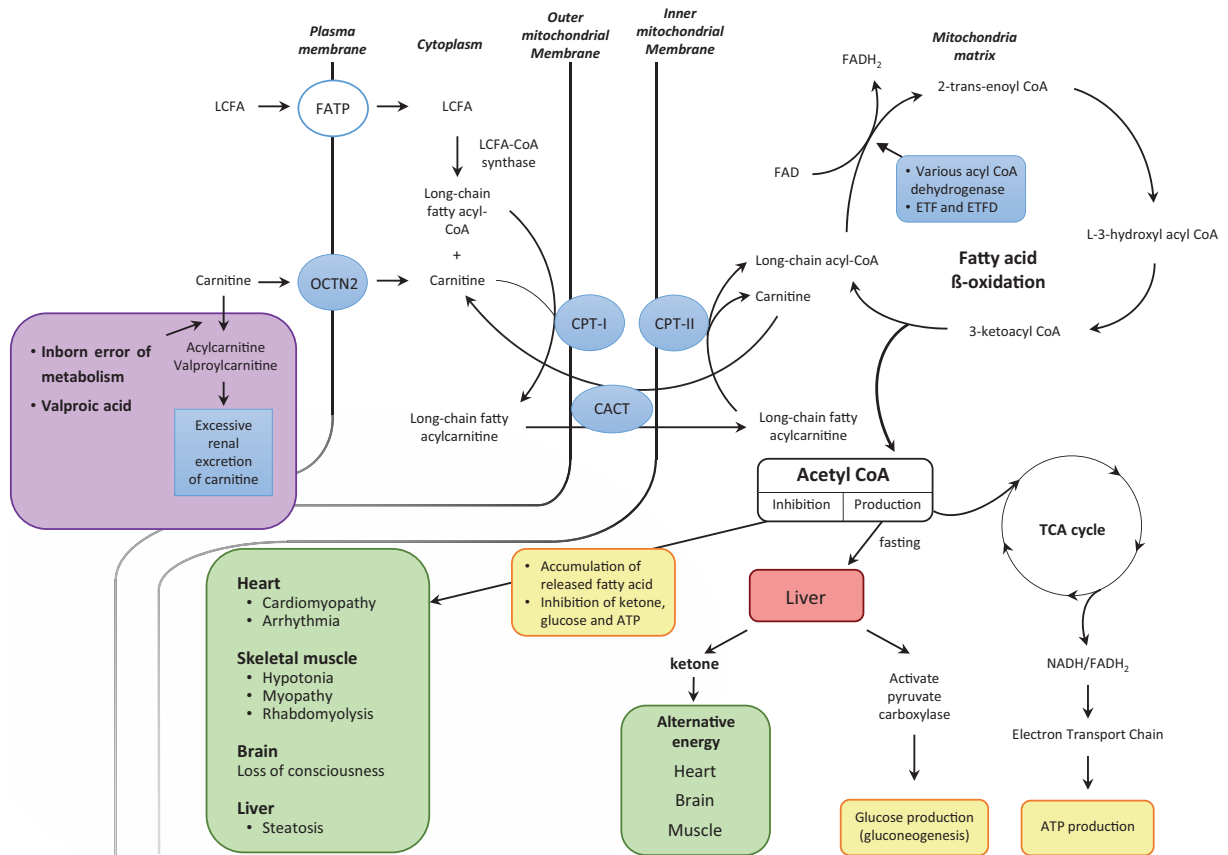 Plasma
membrane
Cytoplasm
Outer
mitochondrial
Membrane
Inner
mitochondrial
Membrane
Mitochondria
matrix
LCFA
FATP
LCFA
LCFA-CoA
synthase
Long-chain
fatty acyl-
CoA
+
Carnitine
OCTN2
Carnitine
CPT-I
CPT-II
CACT
Long-chain fatty
acylcarnitine
Long-chain fatty
acylcarnitine
Long-chain acyl-CoA
Carnitine
FADH₂
FAD
2-trans-enoyl CoA
• Various acyl CoA
dehydrogenase
• ETF and ETFD
L-3-hydroxyl acyl CoA
Fatty acid
ß-oxidation
3-ketoacyl CoA
• Inborn error of
metabolism
• Valproic acid
Acylcarnitine
Valproylcarnitine
Excessive
renal
excretion
of carnitine
Acetyl CoA
Inhibition
Production
fasting
TCA cycle
• Accumulation of
released fatty acid
• Inhibition of ketone,
glucose and ATP
Heart
• Cardiomyopathy
• Arrhythmia
Skeletal muscle
• Hypotonia
• Myopathy
• Rhabdomyolysis
Brain
Loss of consciousness
Liver
• Steatosis
Liver
ketone
Alternative
energy
Heart
Brain
Muscle
Activate
pyruvate
carboxylase
Glucose production
(gluconeogenesis)
NADH/FADH₂
Electron Transport Chain
ATP production